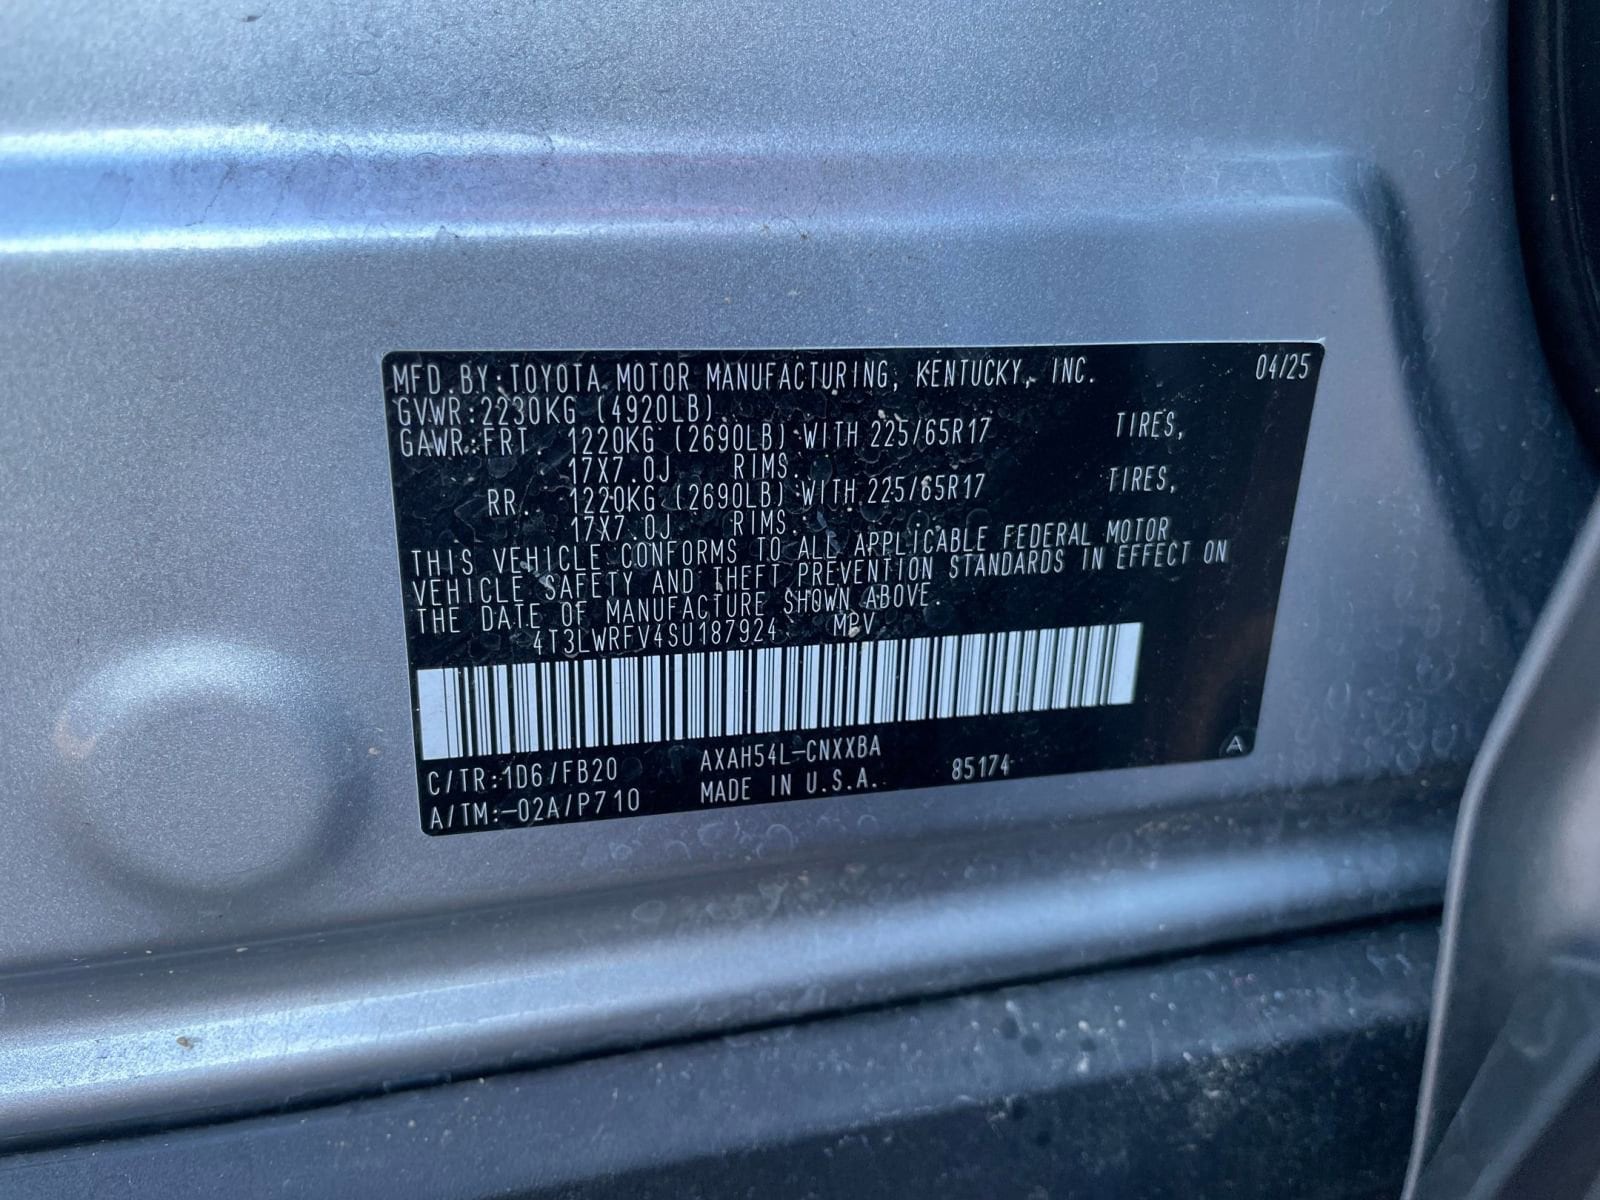 MFD. BY: TOYOTA MOTOR MANUFACTURING, KENTUCKY, INC. 04/25
GVWR:2230KG (4920LB)
GAWR:FRT. 1220KG (2690LB) WITH 225/65R17 TIRES,
17X7.0J RIMS.
RR. 1220KG (2690LB) WITH 225/65R17 TIRES,
17X7.0J RIMS.
THIS VEHICLE CONFORMS TO ALL APPLICABLE FEDERAL MOTOR
VEHICLE SAFETY AND THEFT PREVENTION STANDARDS IN EFFECT ON
THE DATE OF MANUFACTURE SHOWN ABOVE.
4T3LWRFV4SU187924 MPV
C/TR:1D6/FB20 AXAH54L-CNXXBA A
A/TM:-02A/P710 MADE IN U.S.A. 85174